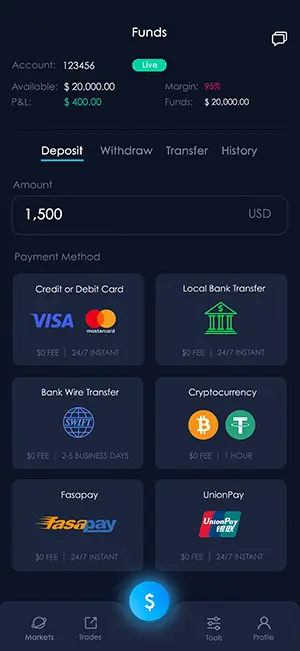 Funds
Account: 123456 Live
Available: $ 20,000.00 Margin: 95%
P&L: $ 400.00 Funds: $ 20,000.00
Deposit Withdraw Transfer History
Amount
1,500 USD
Payment Method
Credit or Debit Card Local Bank Transfer
VISA mastercard $
$0 FEE | 24/7 INSTANT $0 FEE | 24/7 INSTANT
Bank Wire Transfer Cryptocurrency
SWIFT
$0 FEE | 2-5 BUSINESS DAYS $0 FEE | 1 HOUR
Fasapay UnionPay
fasapay UnionPay
银联
$0 FEE | 24/7 INSTANT $0 FEE | 24/7 INSTANT
$
Markets Trades Tools Profile